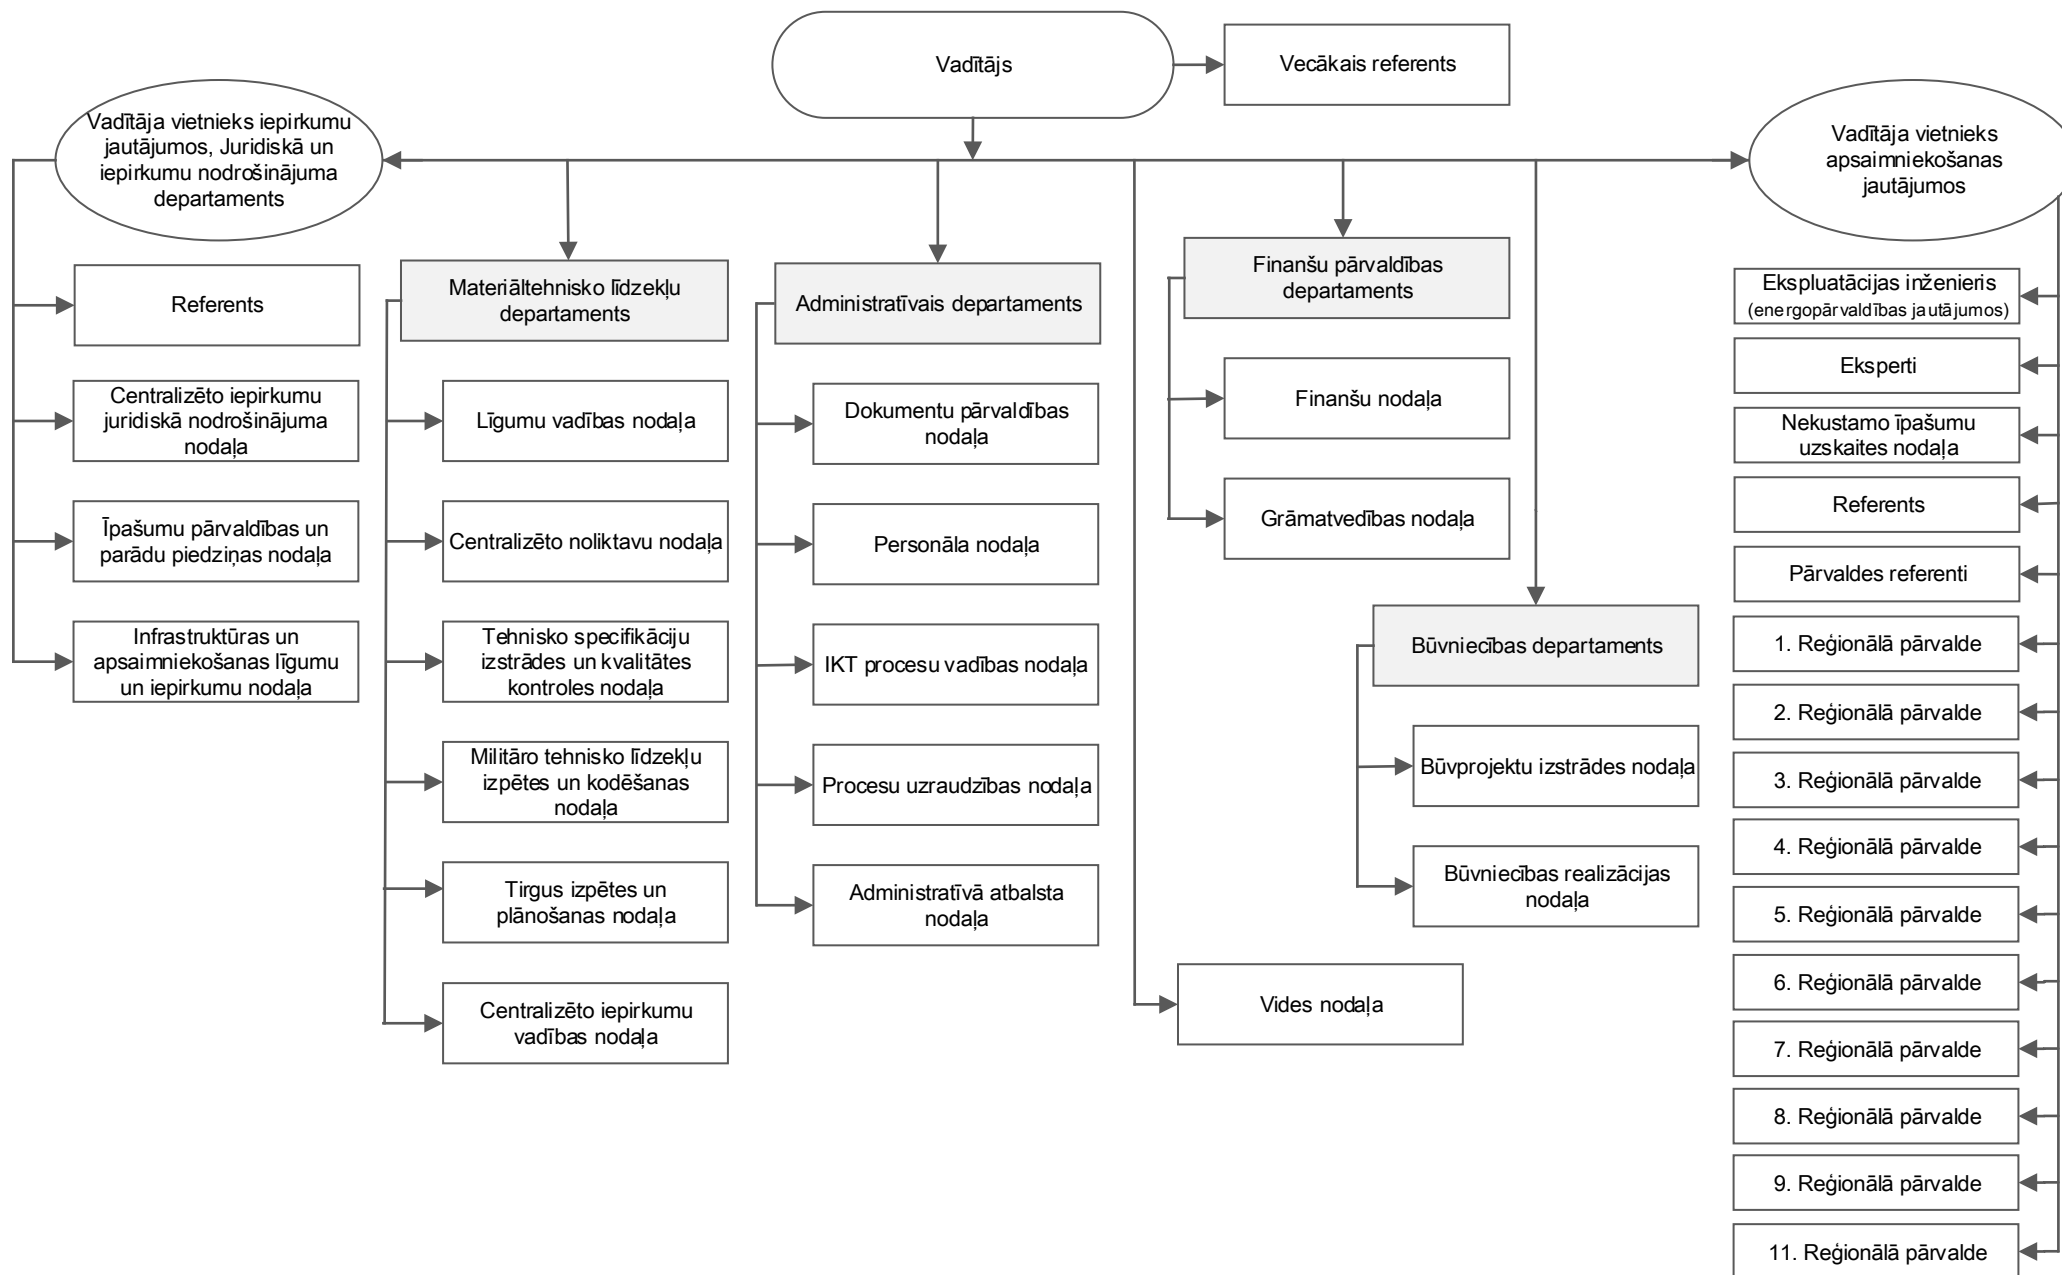 Vadītājs
Vecākais referents
Vadītāja vietnieks iepirkumu
jautājumos, Juridiskā un
iepirkumu nodrošinājuma
departaments
Referents
Centralizēto iepirkumu
juridiskā nodrošinājuma
nodaļa
Īpašumu pārvaldības un
parādu piedziņas nodaļa
Infrastruktūras un
apsaimniekošanas līgumu
un iepirkumu nodaļa
Materiāltehnisko līdzekļu
departaments
Līgumu vadības nodaļa
Centralizēto noliktavu nodaļa
Tehnisko specifikāciju
izstrādes un kvalitātes
kontroles nodaļa
Militāro tehnisko līdzekļu
izpētes un kodēšanas
nodaļa
Tirgus izpētes un
plānošanas nodaļa
Centralizēto iepirkumu
vadības nodaļa
Administratīvais departaments
Dokumentu pārvaldības
nodaļa
Personāla nodaļa
IKT procesu vadības nodaļa
Procesu uzraudzības nodaļa
Administratīvā atbalsta
nodaļa
Vides nodaļa
Finanšu pārvaldības
departaments
Finanšu nodaļa
Grāmatvedības nodaļa
Būvniecības departaments
Būvprojektu izstrādes nodaļa
Būvniecības realizācijas
nodaļa
Vadītāja vietnieks
apsaimniekošanas
jautājumos
Ekspluatācijas inženieris
(energopārvaldības jautājumos)
Eksperti
Nekustamo īpašumu
uzskaites nodaļa
Referents
Pārvaldes referenti
1. Reģionālā pārvalde
2. Reģionālā pārvalde
3. Reģionālā pārvalde
4. Reģionālā pārvalde
5. Reģionālā pārvalde
6. Reģionālā pārvalde
7. Reģionālā pārvalde
8. Reģionālā pārvalde
9. Reģionālā pārvalde
11. Reģionālā pārvalde